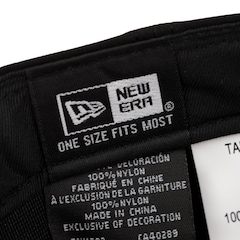 NEW ERA
ONE SIZE FITS MOST
DÉCORATION
100%NYLON
FABRIQUÉ EN CHINE
À L'EXCLUSION DE LA GARNITURE
100%NYLON
MADE IN CHINA
EXCLUSIVE OF DECORATION
CA40289
TA
100